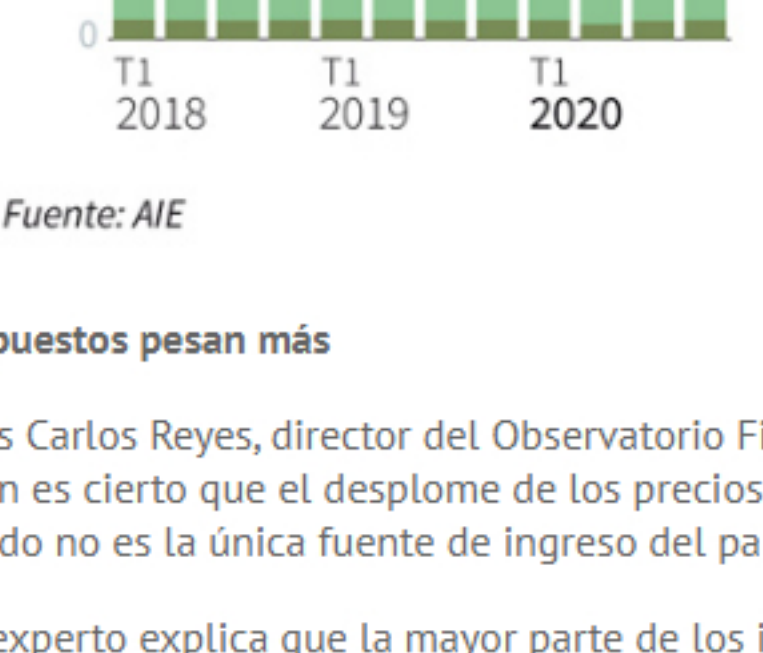 0
T1 T1 T1
2018 2019 2020
Fuente: AIE
puestos pesan más
s Carlos Reyes, director del Observatorio Fi
n es cierto que el desplome de los precios
do no es la única fuente de ingreso del pa
experto explica que la mayor parte de los i